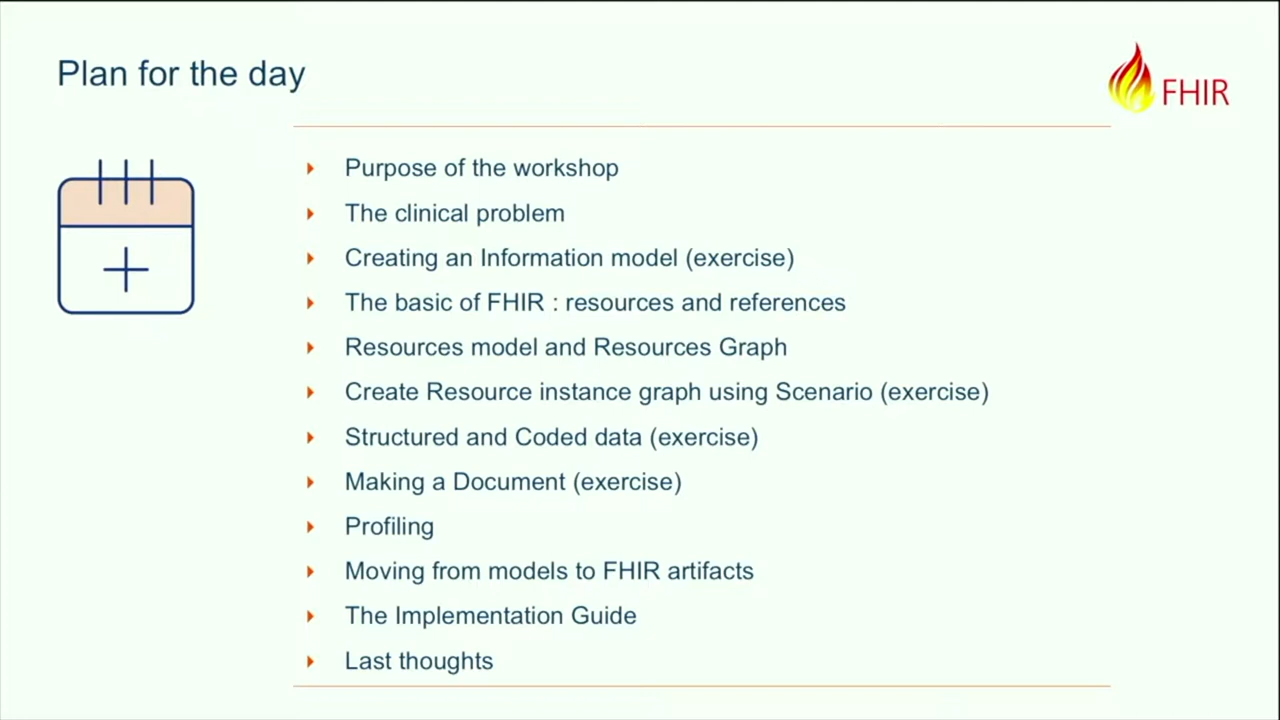 Plan for the day
FHIR
Purpose of the workshop
The clinical problem
Creating an Information model (exercise)
The basic of FHIR : resources and references
Resources model and Resources Graph
Create Resource instance graph using Scenario (exercise)
Structured and Coded data (exercise)
Making a Document (exercise)
Profiling
Moving from models to FHIR artifacts
The Implementation Guide
Last thoughts